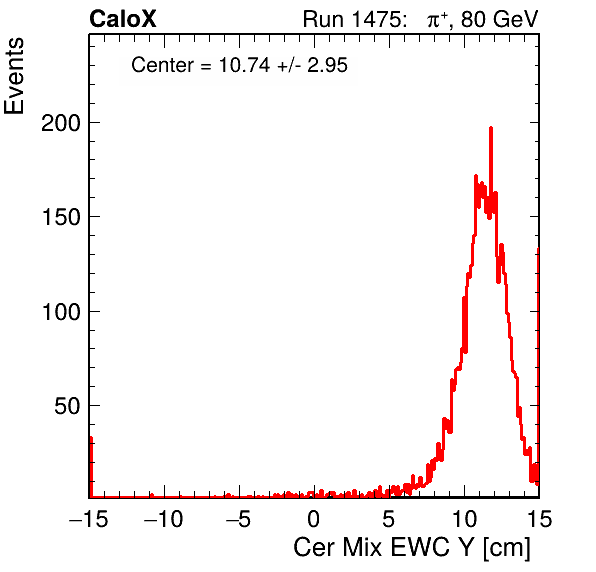 CaloX Run 1475: π⁺, 80 GeV
Center = 10.74 +/- 2.95
Events
200
150
100
50
−15 −10 −5 0 5 10 15
Cer Mix EWC Y [cm]